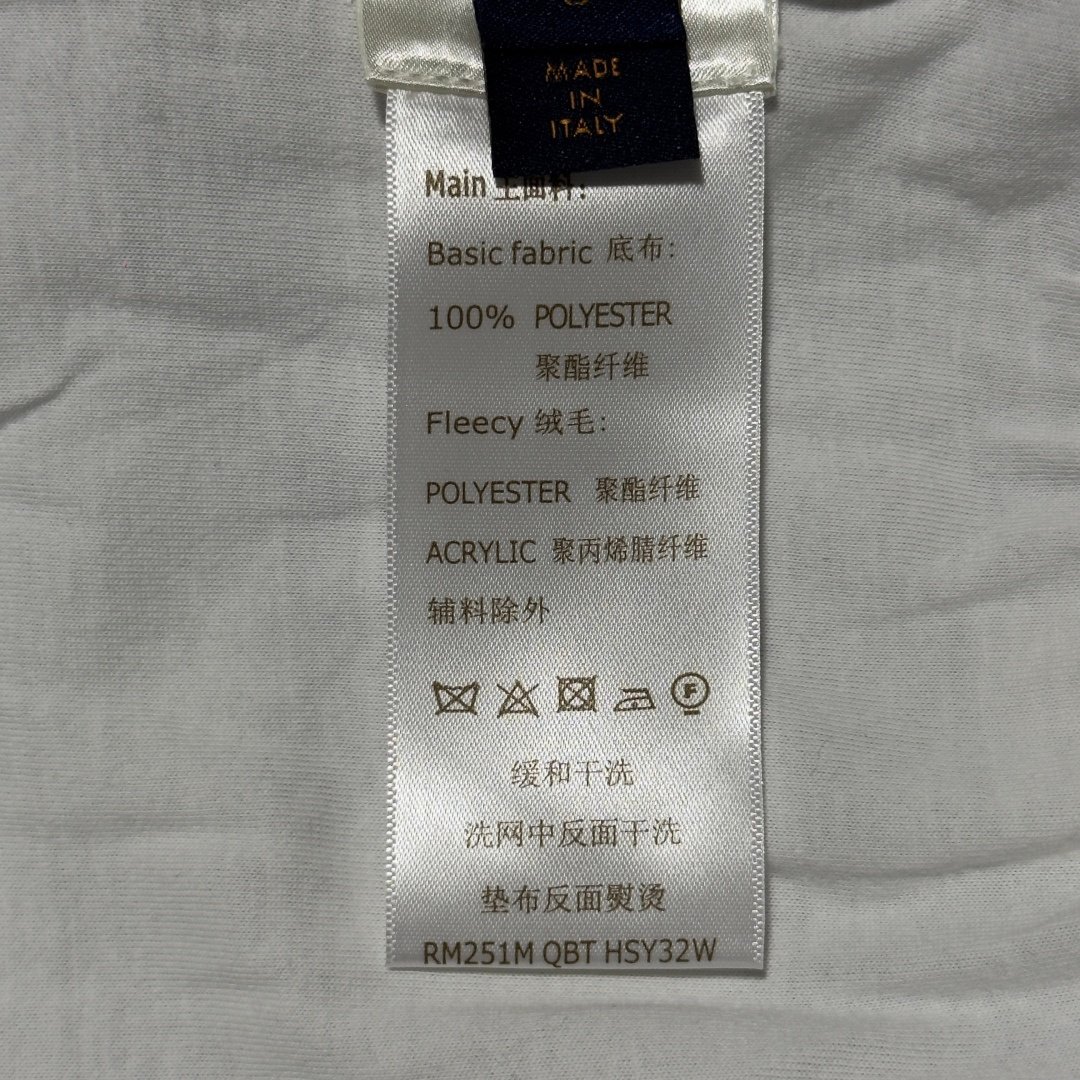 MADE
IN
ITALY
Main 主面料:
Basic fabric 底布:
100% POLYESTER
聚酯纤维
Fleecy 绒毛:
POLYESTER 聚酯纤维
ACRYLIC 聚丙烯腈纤维
辅料除外
F
缓和干洗
洗网中反面干洗
垫布反面熨烫
RM251M QBT HSY32W